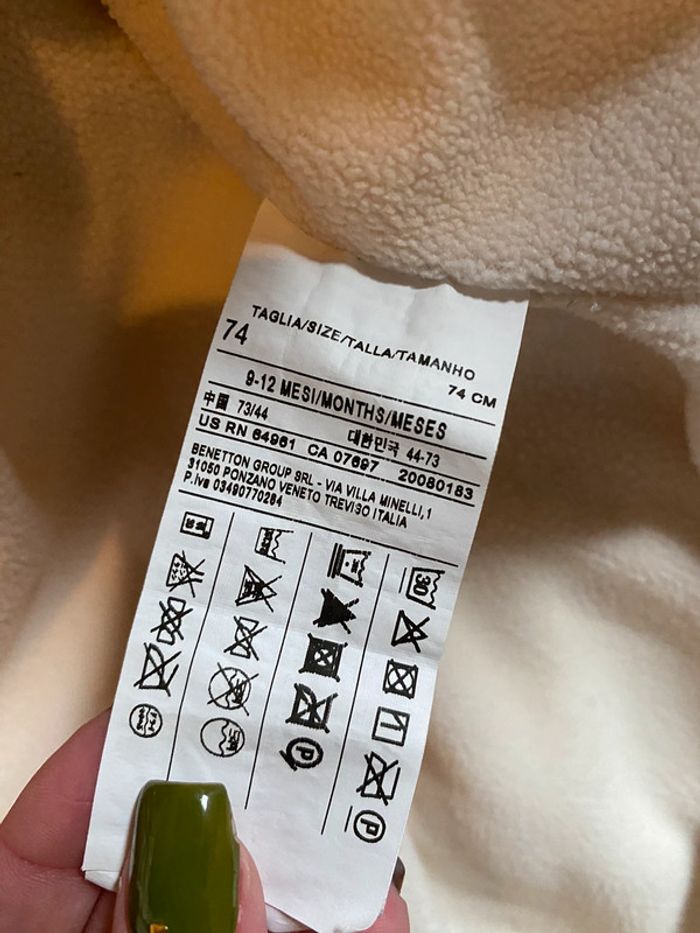 TAGLIA/SIZE/TALLA/TAMANHO
74
74 CM
9-12 MESI/MONTHS/MESES
中国 73/44 대한민국 44-73
US RN 64961 CA 07697 20080183
BENETTON GROUP SRL - VIA VILLA MINELLI,1
31050 PONZANO VENETO TREVISO ITALIA
P.iva 03490770264
30
P
P